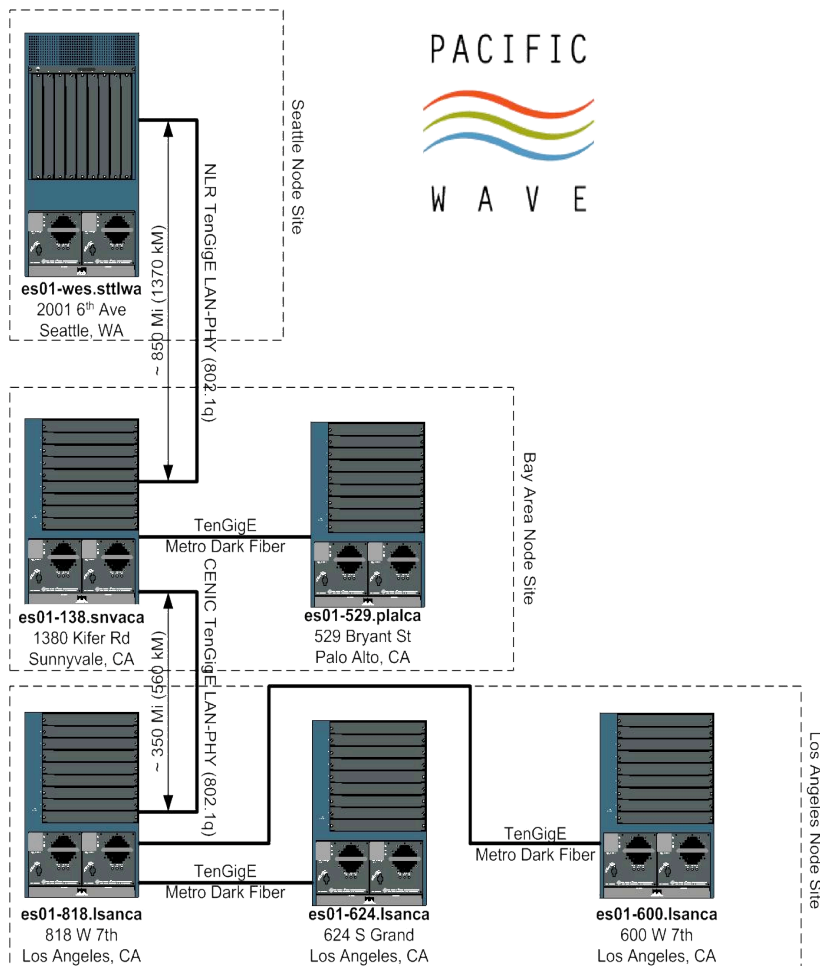 PACIFIC
WAVE
Seattle Node Site
NLR TenGigE LAN-PHY (802.1q)
~ 850 Mi (1370 KM)
es01-wes.sttlwa
2001 6th Ave
Seattle, WA
Bay Area Node Site
TenGigE
Metro Dark Fiber
es01-138.snvaca
1380 Kifer Rd
Sunnyvale, CA
es01-529.plalca
529 Bryant St
Palo Alto, CA
CENIC TenGigE LAN-PHY (802.1q)
~ 350 Mi (560 KM)
Los Angeles Node Site
TenGigE
Metro Dark Fiber
TenGigE
Metro Dark Fiber
es01-818.lsanca
818 W 7th
Los Angeles, CA
es01-624.lsanca
624 S Grand
Los Angeles, CA
es01-600.lsanca
600 W 7th
Los Angeles, CA